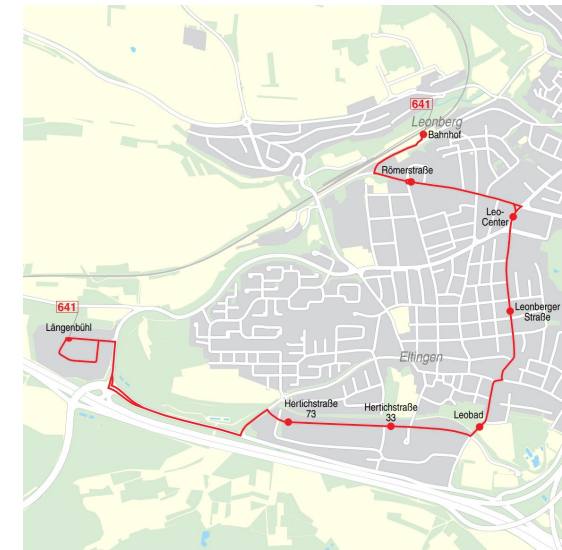 641
Leonberg
Bahnhof
Römerstraße
Leo-
Center
641
Längenbühl
Leonberger
Straße
Eltingen
Hertichstraße
73
Hertichstraße
33
Leobad